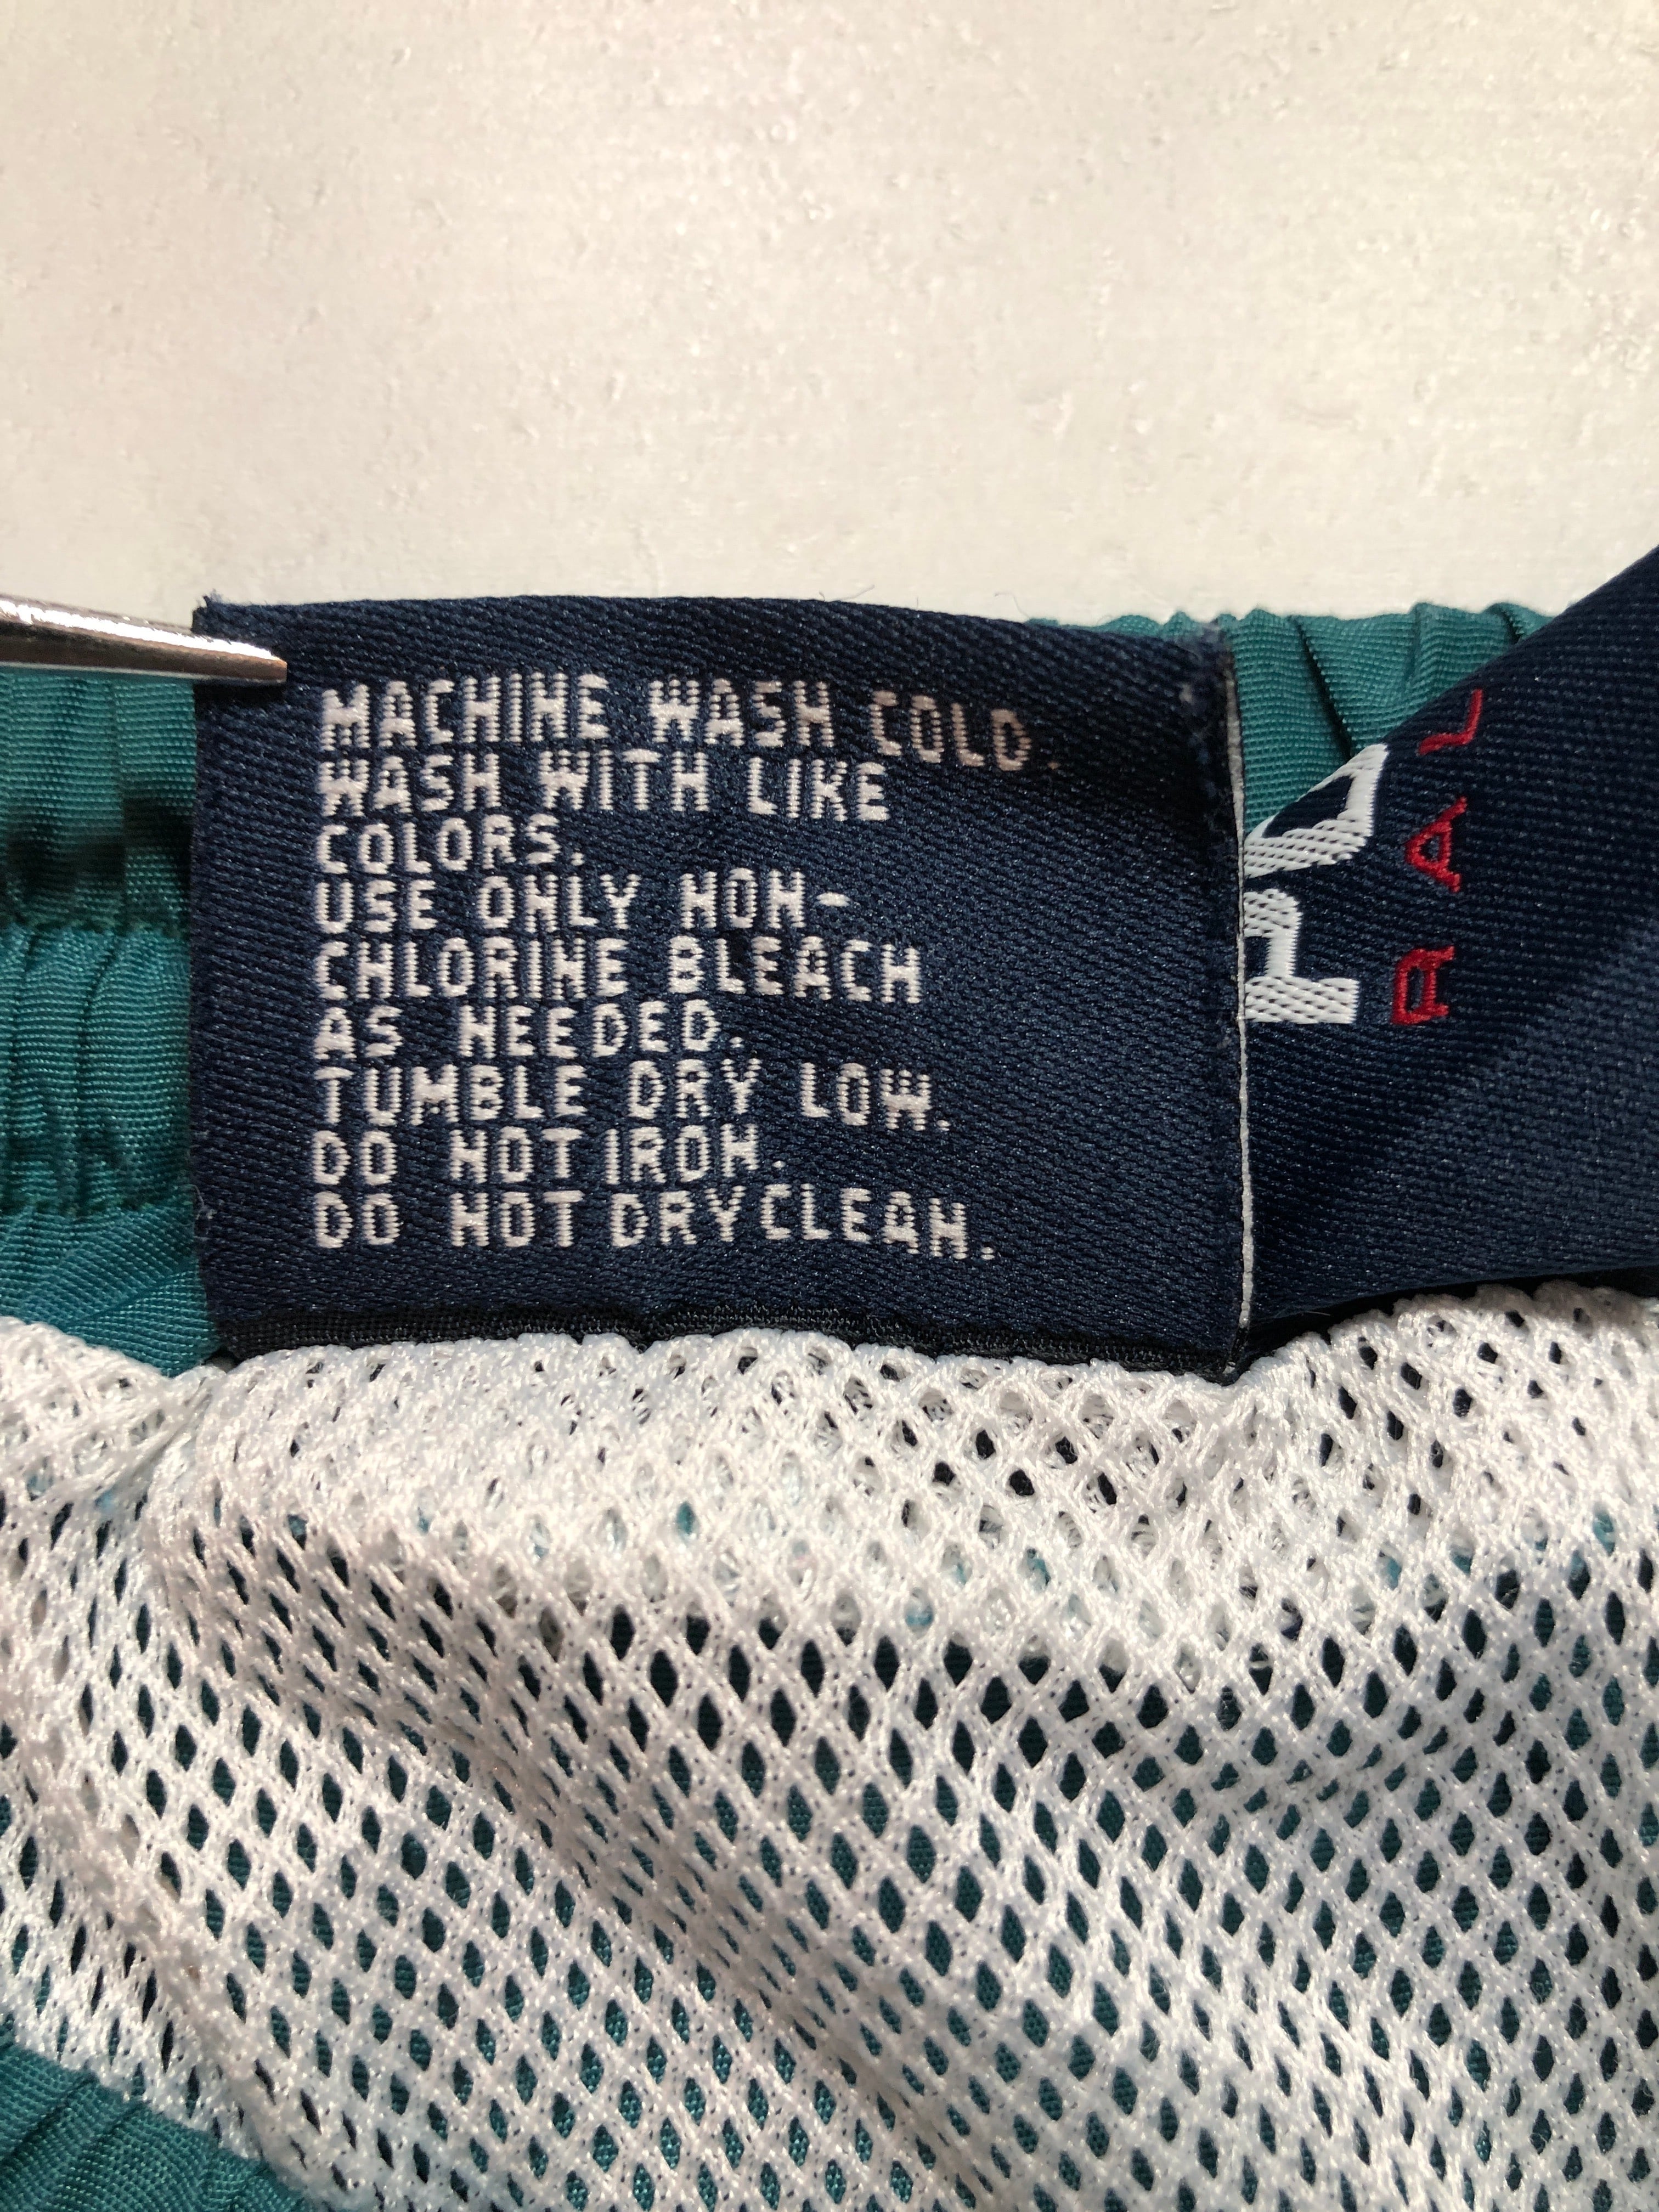 MACHINE WASH COLD.
WASH WITH LIKE
COLORS.
USE ONLY NON-
CHLORINE BLEACH
AS NEEDED.
TUMBLE DRY LOW.
DO NOT IRON.
DO NOT DRYCLEAN.
PO
RAL